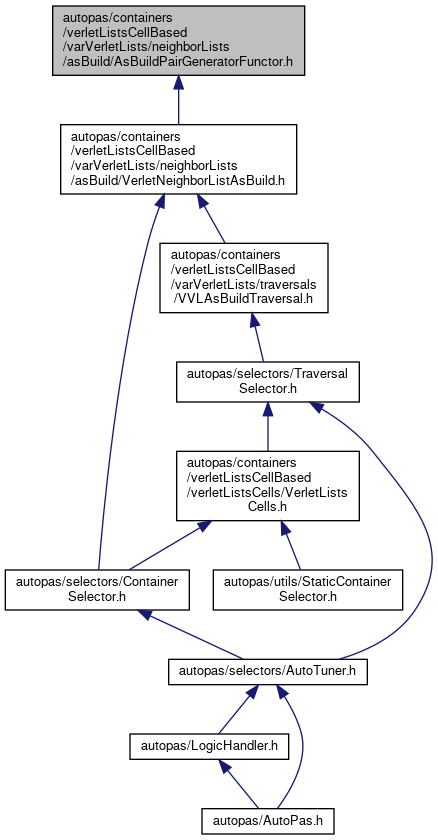 autopas/containers
/verletListsCellBased
/varVerletLists/neighborLists
/asBuild/AsBuildPairGeneratorFunctor.h
autopas/containers
/verletListsCellBased
/varVerletLists/neighborLists
/asBuild/VerletNeighborListAsBuild.h
autopas/containers
/verletListsCellBased
/varVerletLists/traversals
/VVLAsBuildTraversal.h
autopas/selectors/Traversal
Selector.h
autopas/containers
/verletListsCellBased
/verletListsCells/VerletLists
Cells.h
autopas/selectors/Container
Selector.h
autopas/utils/StaticContainer
Selector.h
autopas/selectors/AutoTuner.h
autopas/LogicHandler.h
autopas/AutoPas.h